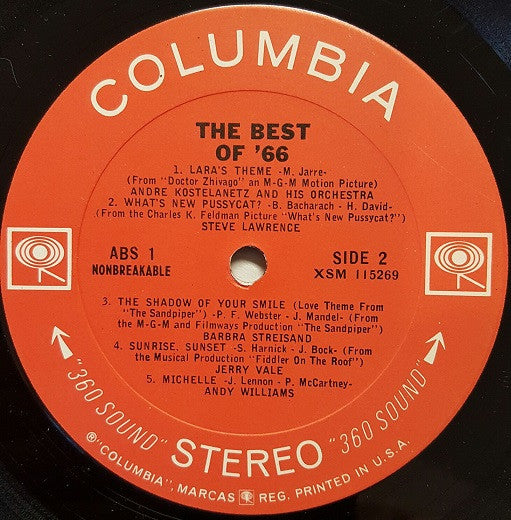 COLUMBIA
THE BEST
OF '66
1. LARA'S THEME -M. Jarre-
(From "Doctor Zhivago" an M-G-M Motion Picture)
ANDRE KOSTELANETZ AND HIS ORCHESTRA
2. WHAT'S NEW PUSSYCAT? -B. Bacharach - H. David-
(From the Charles K. Feldman Picture "What's New Pussycat?")
STEVE LAWRENCE
ABS 1
NONBREAKABLE
SIDE 2
XSM 115269
3. THE SHADOW OF YOUR SMILE (Love Theme From
"The Sandpiper") -P. F. Webster - J. Mandel- (From
the M-G-M and Filmways Production "The Sandpiper")
BARBRA STREISAND
4. SUNRISE, SUNSET -S. Harnick - J. Bock- (From
the Musical Production "Fiddler On The Roof")
JERRY VALE
5. MICHELLE -J. Lennon - P. McCartney-
ANDY WILLIAMS
"360 SOUND" STEREO "360 SOUND"
® "COLUMBIA", MARCAS REG. PRINTED IN U.S.A.